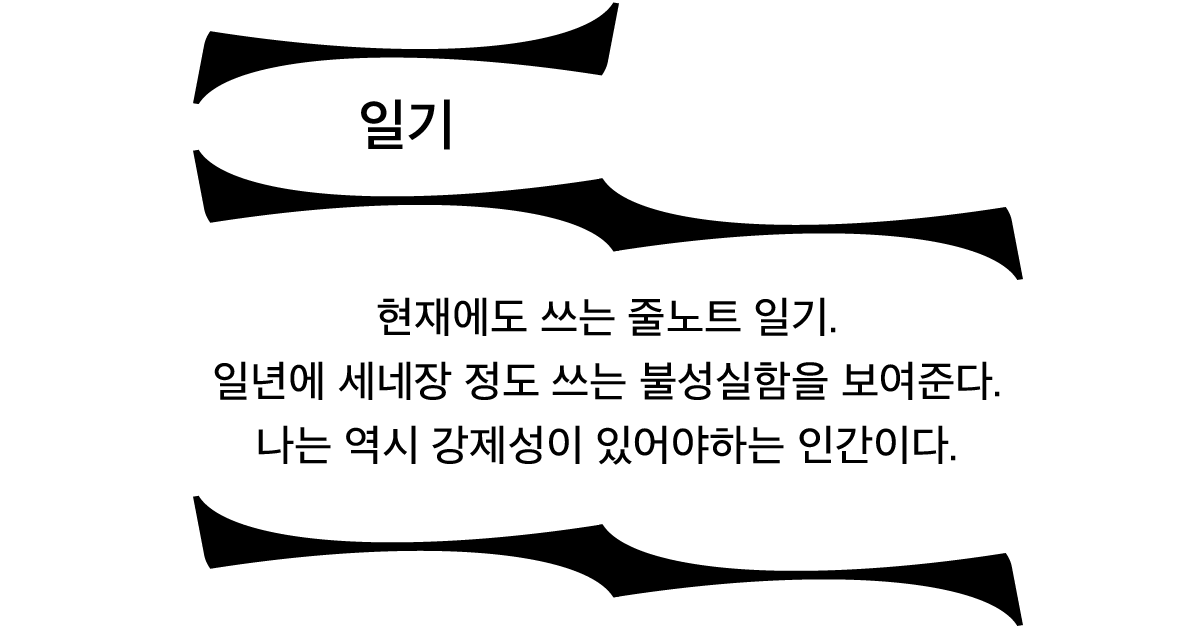 일기
현재에도 쓰는 줄노트 일기.
일년에 세네장 정도 쓰는 불성실함을 보여준다.
나는 역시 강제성이 있어야하는 인간이다.